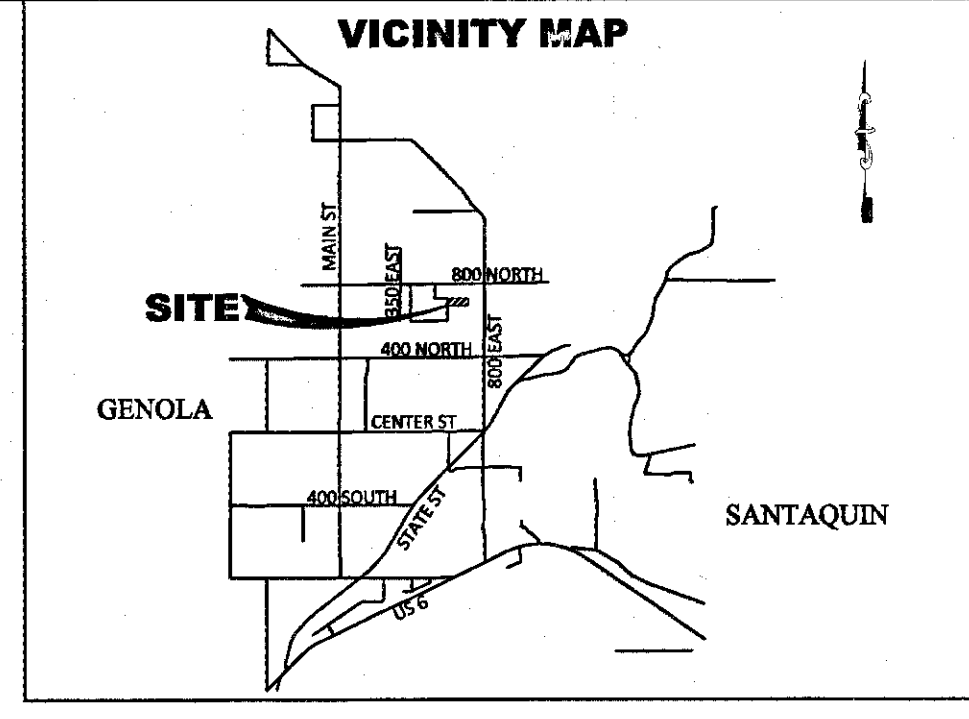 VICINITY MAP
MAIN ST
350 EAST
800 NORTH
SITE
400 NORTH
800 EAST
GENOLA
CENTER ST
400 SOUTH
STATE ST
SANTAQUIN
US 6